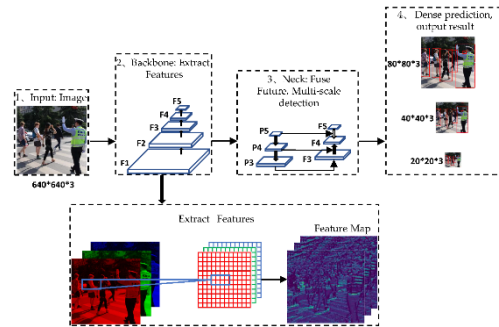 1、Input: Image
640*640*3
2、Backbone: Extract
Features
F5
F4
F3
F2
F1
3、Neck: Fuse
Future, Multi-scale
detection
P5
P4
P3
F5
F4
F3
4、Dense prediction,
output result
80*80*3
40*40*3
20*20*3
Extract Features
Feature Map